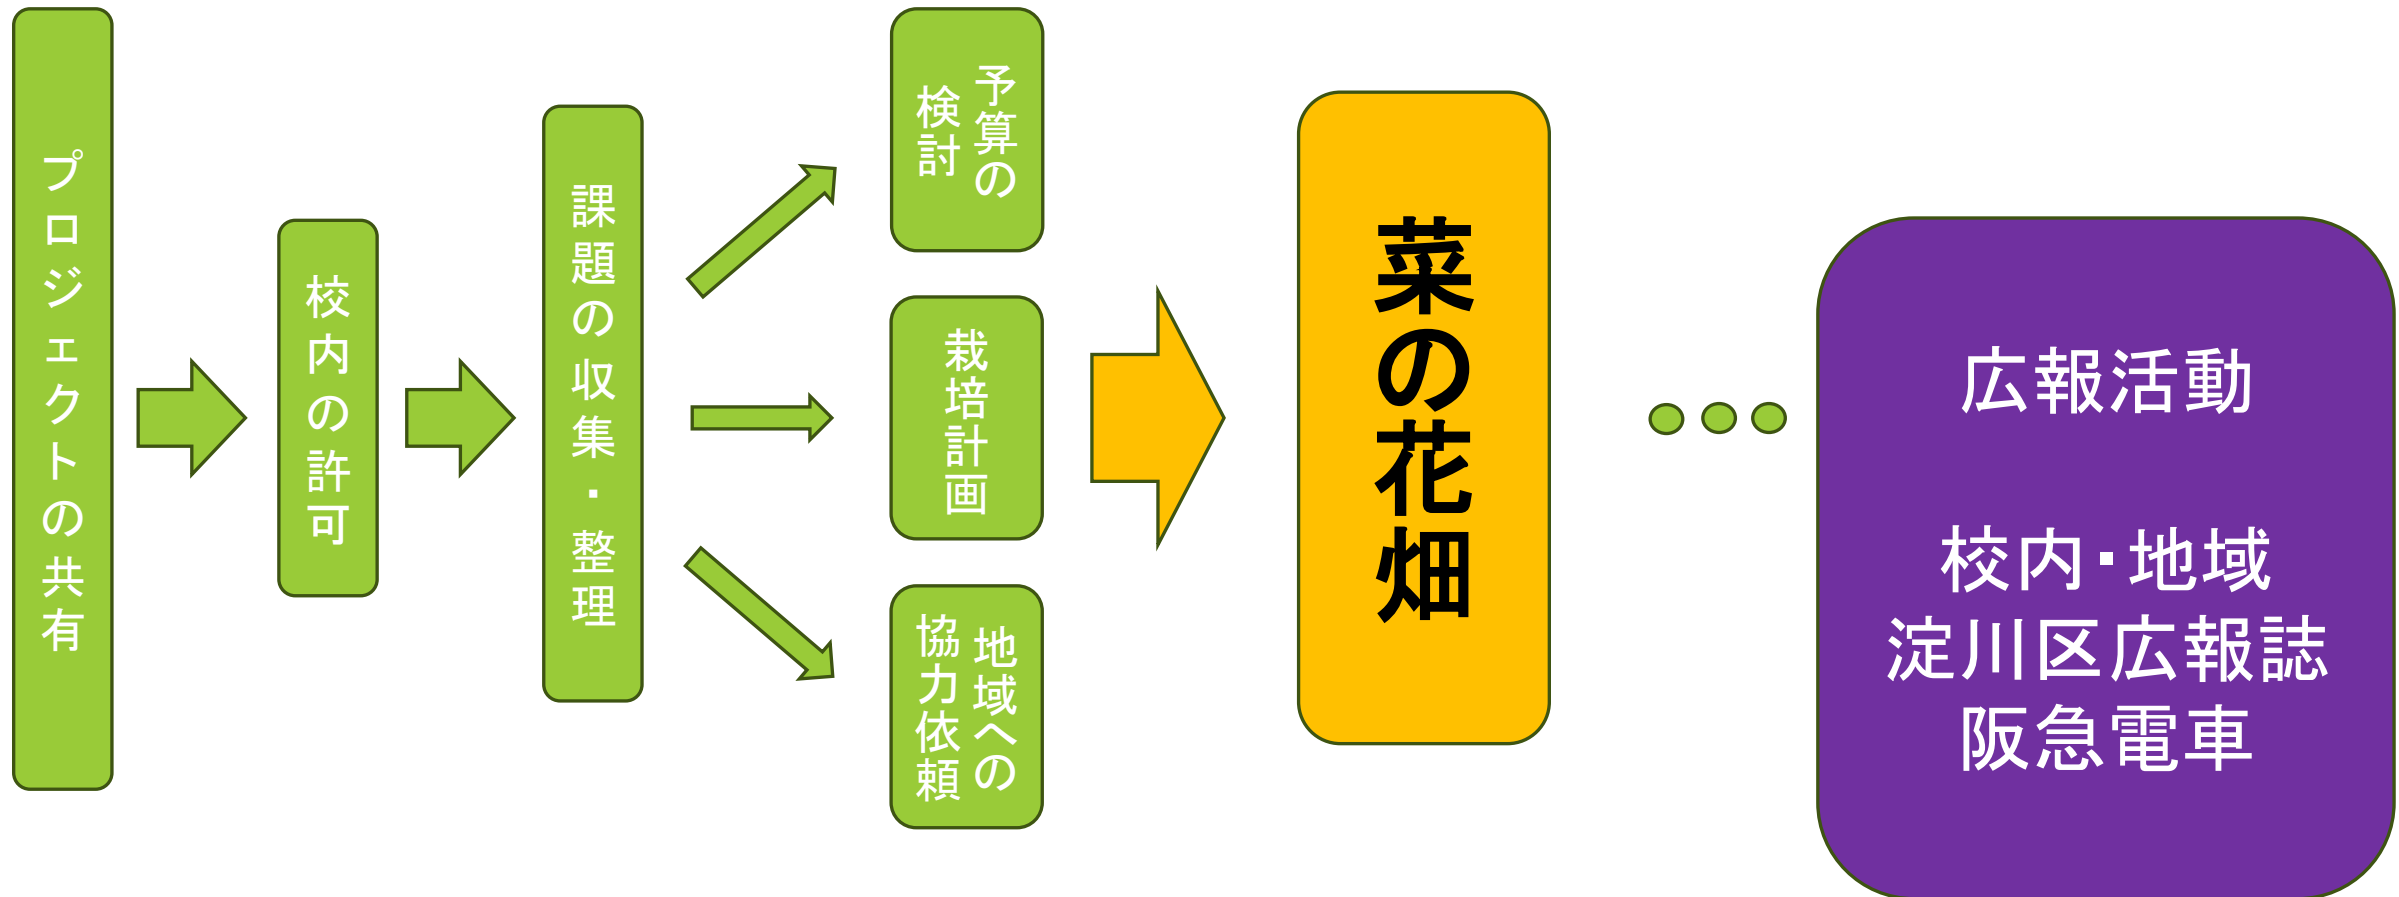 プロジェクトの共有
校内の許可
課題の収集・整理
予算の
検討
栽培計画
地域への
協力依頼
菜の花畑
広報活動
校内・地域
淀川区広報誌
阪急電車